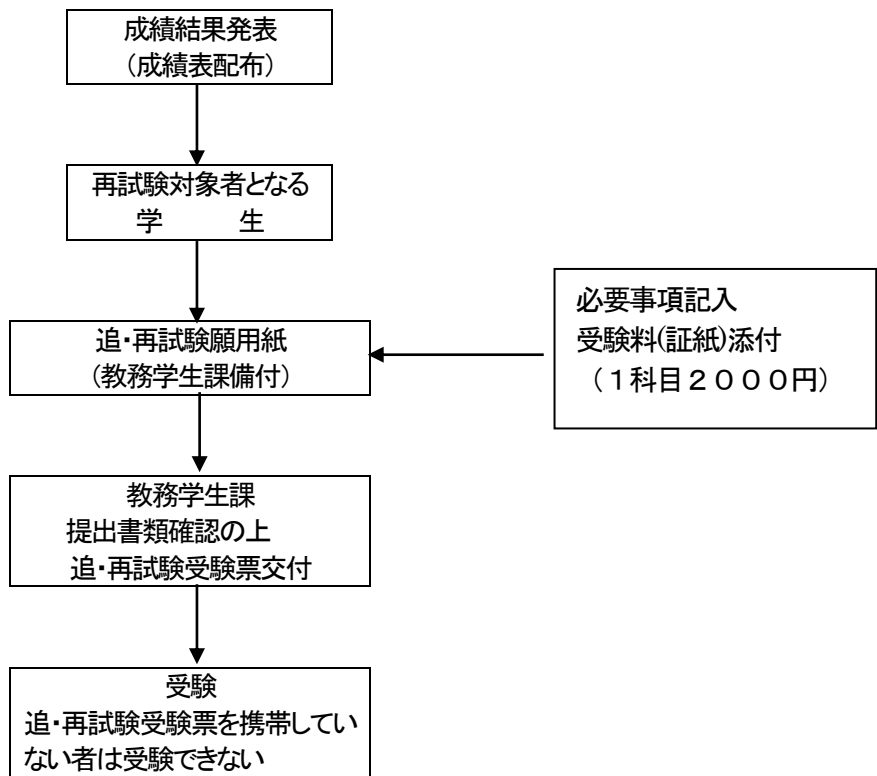 成績結果発表
（成績表配布）
再試験対象者となる
学　　　生
追・再試験願用紙
（教務学生課備付）
必要事項記入
受験料(証紙)添付
（１科目２０００円）
教務学生課
提出書類確認の上
追・再試験受験票交付
受験
追・再試験受験票を携帯してい
ない者は受験できない